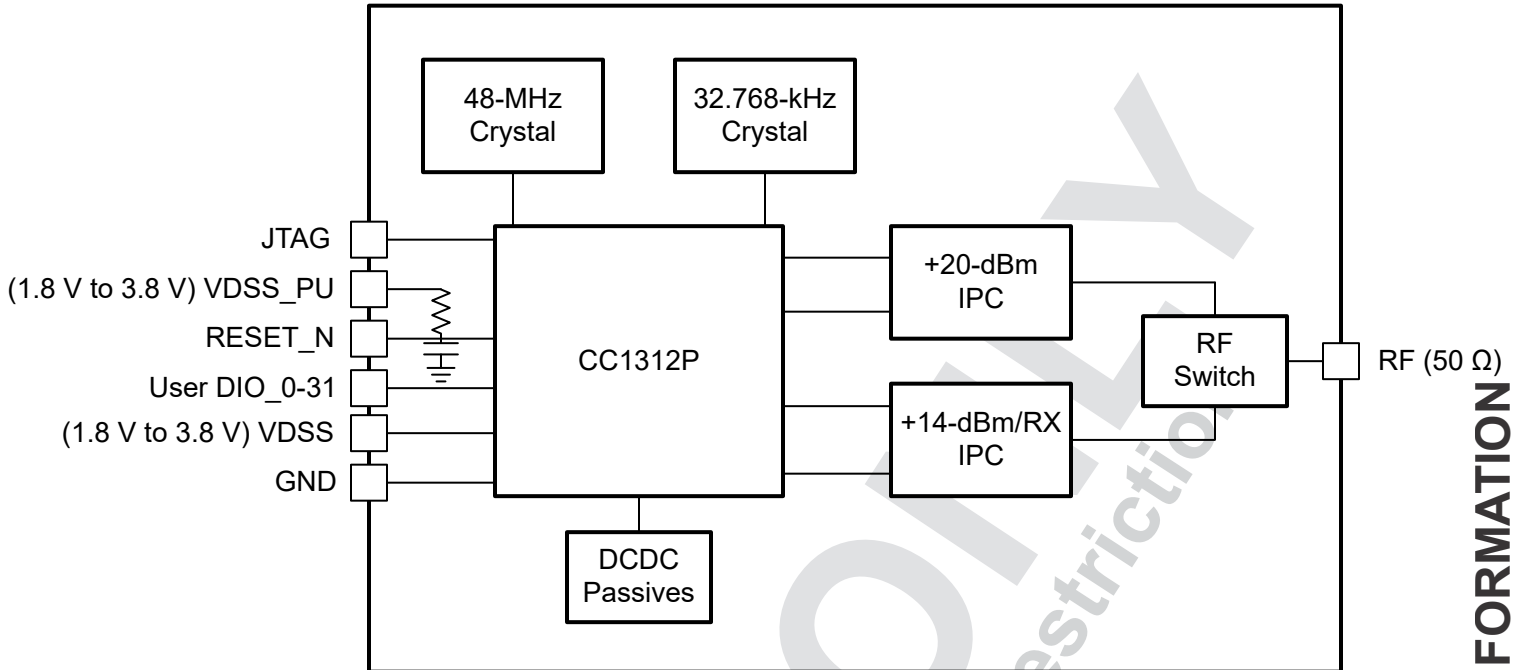 48-MHz
Crystal
32.768-kHz
Crystal
JTAG
(1.8 V to 3.8 V) VDSS_PU
RESET_N
User DIO_0-31
(1.8 V to 3.8 V) VDSS
GND
CC1312P
+20-dBm
IPC
+14-dBm/RX
IPC
RF
Switch
RF (50 Ω)
DCDC
Passives
FORMATION